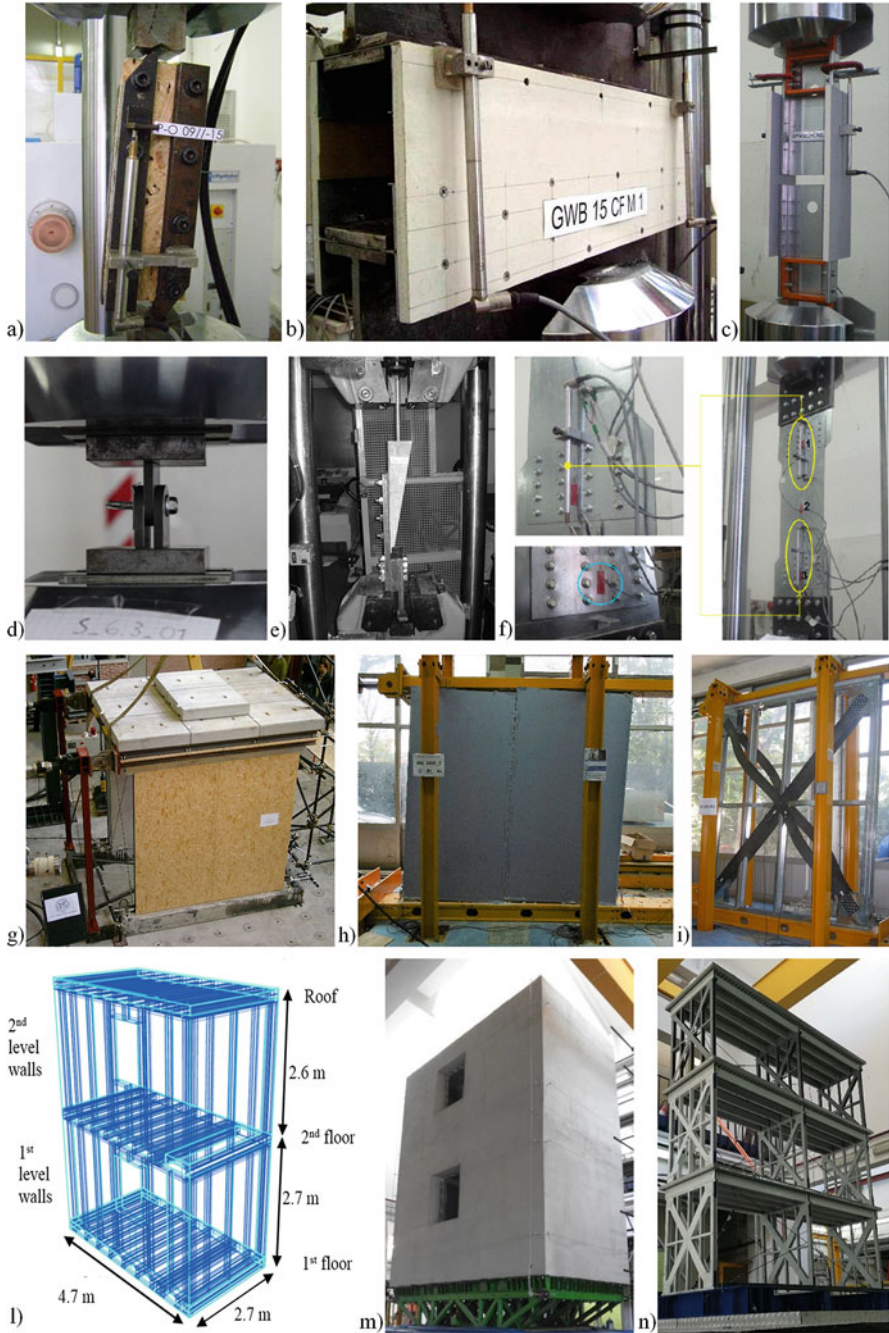 P-O 09//-15
a)
GWB 15 CF M 1
b)
c)
S_6.3_01
d)
e)
f)
1
2
3
g)
h)
i)
2nd
level
walls
1st
level
walls
Roof
2.6 m
2nd floor
2.7 m
1st floor
4.7 m
2.7 m
l)
m)
n)